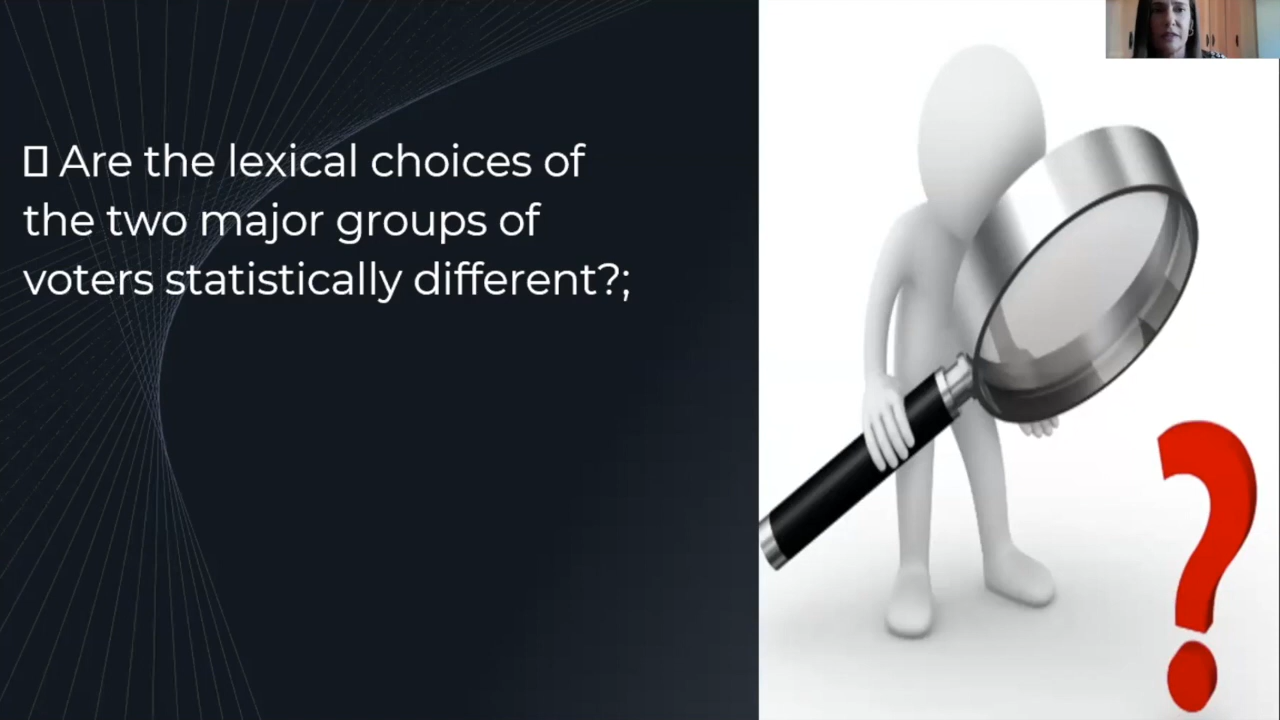 ▯ Are the lexical choices of
the two major groups of
voters statistically different?;